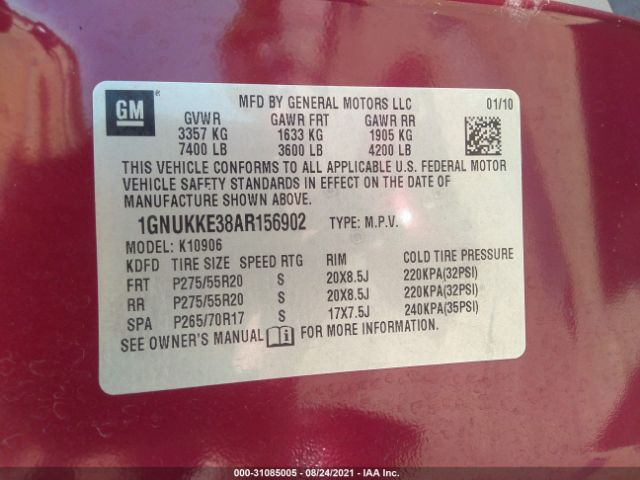 GM ®
MFD BY GENERAL MOTORS LLC 01/10
GVWR GAWR FRT GAWR RR
3357 KG 1633 KG 1905 KG
7400 LB 3600 LB 4200 LB
THIS VEHICLE CONFORMS TO ALL APPLICABLE U.S. FEDERAL MOTOR
VEHICLE SAFETY STANDARDS IN EFFECT ON THE DATE OF
MANUFACTURE SHOWN ABOVE.
1GNUKKE38AR156902 TYPE: M.P.V.
MODEL: K10906
KDFD TIRE SIZE SPEED RTG RIM COLD TIRE PRESSURE
FRT P275/55R20 S 20X8.5J 220KPA(32PSI)
RR P275/55R20 S 20X8.5J 220KPA(32PSI)
SPA P265/70R17 S 17X7.5J 240KPA(35PSI)
SEE OWNER'S MANUAL i FOR MORE INFORMATION.
000-31085005 - 08/24/2021 - IAA Inc.